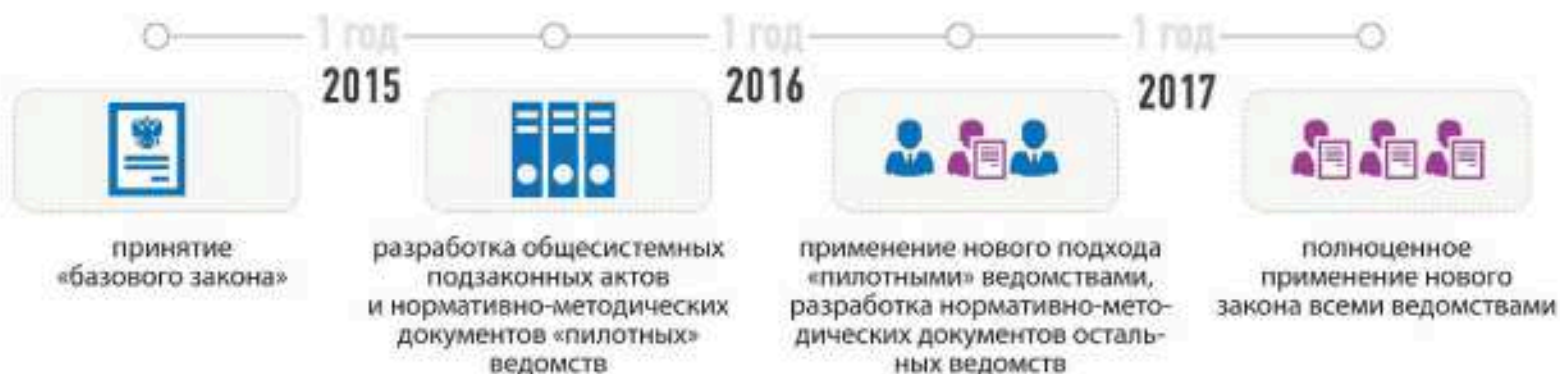 1 год
1 год
1 год
2015
2016
2017
принятие
«базового закона»
разработка общесистемных
подзаконных актов
и нормативно-методических
документов «пилотных»
ведомств
применение нового подхода
«пилотными» ведомствами,
разработка нормативно-мето-
дических документов осталь-
ных ведомств
полноценное
применение нового
закона всеми ведомствами